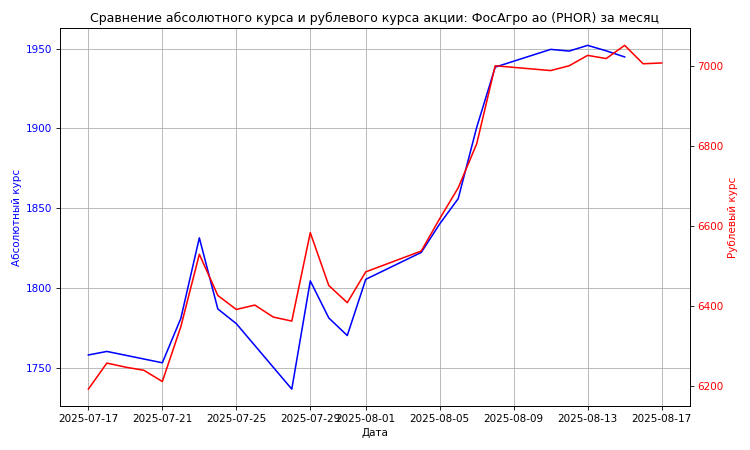 Сравнение абсолютного курса и рублевого курса акции: ФосАгро ао (PHOR) за месяц
1950
1900
1850
1800
1750
Абсолютный курс
7000
6800
6600
6400
6200
Рублевый курс
2025-07-17 2025-07-21 2025-07-25 2025-07-29 2025-08-01 2025-08-05 2025-08-09 2025-08-13 2025-08-17
Дата